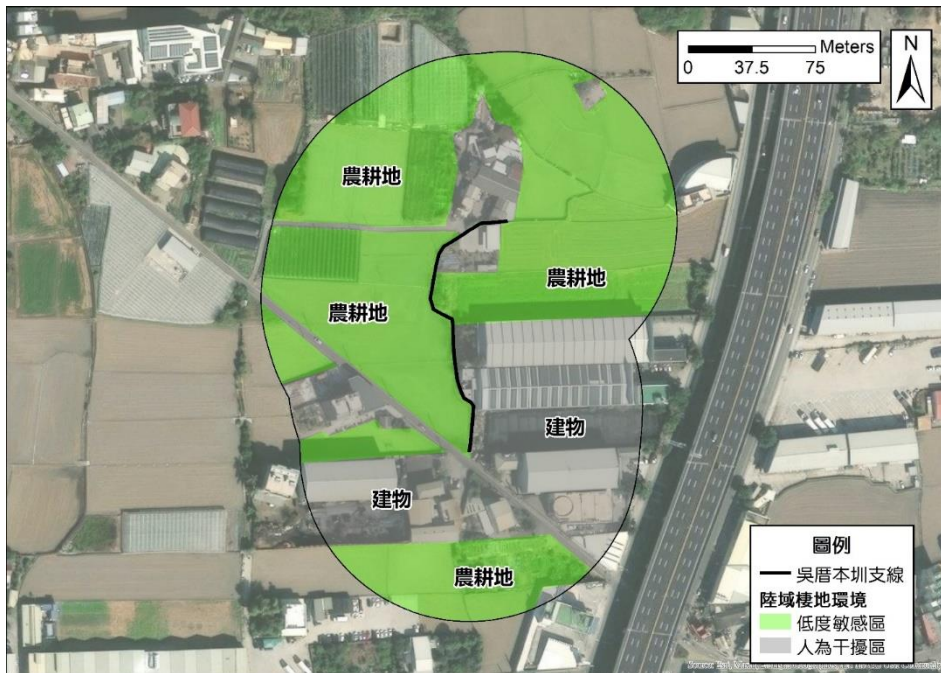 Meters
0 37.5 75
N
農耕地
農耕地
農耕地
建物
建物
農耕地
圖例
吳厝本圳支線
陸域棲地環境
低度敏感區
人為干擾區